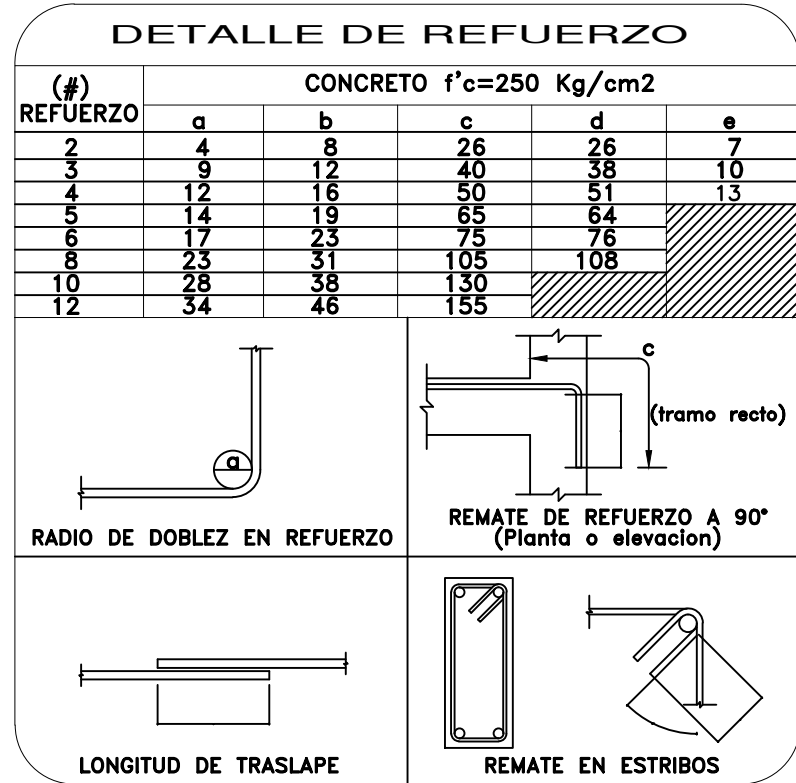 DETALLE DE REFUERZO
(#) REFUERZO
CONCRETO f'c=250 Kg/cm2
a b c d e
2 4 8 26 26 7
3 9 12 40 38 10
4 12 16 50 51 13
5 14 19 65 64
6 17 23 75 76
8 23 31 105 108
10 28 38 130
12 34 46 155
a
RADIO DE DOBLEZ EN REFUERZO
c
(tramo recto)
REMATE DE REFUERZO A 90°
(Planta o elevacion)
LONGITUD DE TRASLAPE
REMATE EN ESTRIBOS